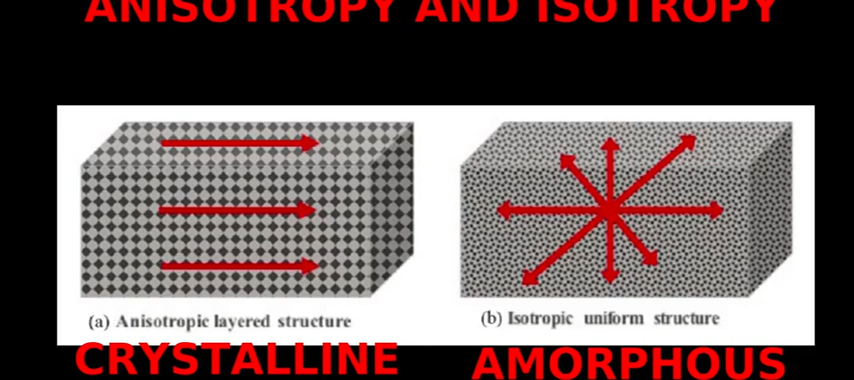 ANISOTROPY AND ISOTROPY
(a) Anisotropic layered structure
(b) Isotropic uniform structure
CRYSTALLINE
AMORPHOUS